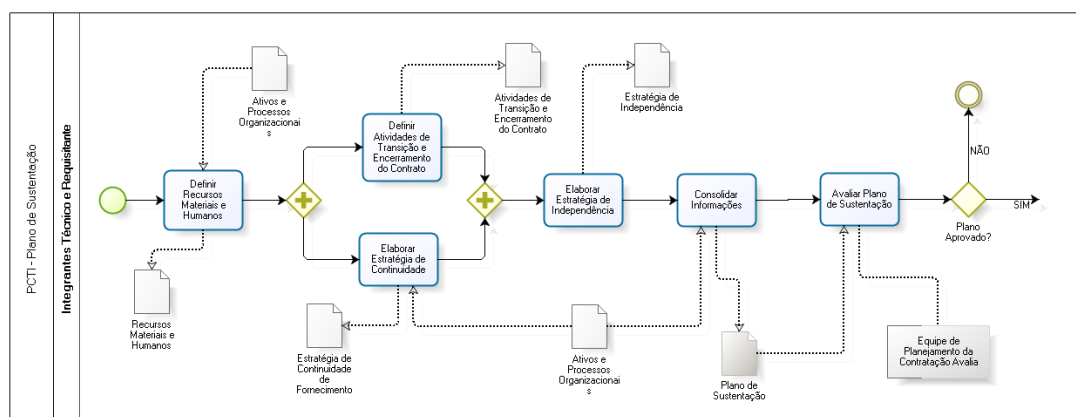 PCTI - Plano de Sustentação
Integrantes Técnico e Requisitante
Ativos e
Processos
Organizacionai
s
Definir
Recursos
Materiais e
Humanos
Recursos
Materiais e
Humanos
Definir
Atividades de
Transição e
Encerramento
do Contrato
Atividades de
Transição e
Encerramento
do Contrato
Elaborar
Estratégia de
Continuidade
Estratégia de
Continuidade
de
Fornecimento
Elaborar
Estratégia de
Independência
Estratégia de
Independência
Ativos e
Processos
Organizacionai
s
Consolidar
Informações
Plano de
Sustentação
Avaliar Plano
de Sustentação
Equipe de
Planejamento da
Contratação Avalia
Plano
Aprovado?
NÃO
SIM